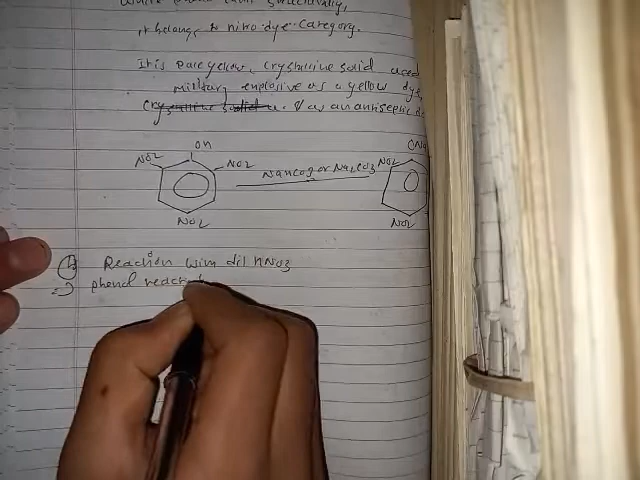 it belongs to nitro-dye-Category.
It is pale yellow, crystalline solid used
military explosive as a yellow dye,
& as an antiseptic
OH
NO2
NO2
NO2
NaHCO3 or Na2CO3
NO2
NO2
Reaction with dil HNO3
=> phenol react